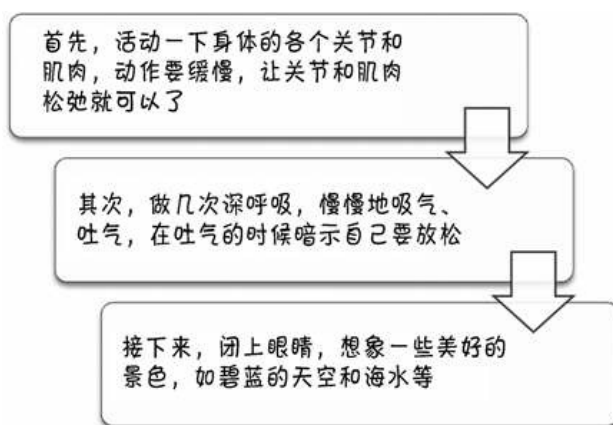 首先，活动一下身体的各个关节和
肌肉，动作要缓慢，让关节和肌肉
松弛就可以了
其次，做几次深呼吸，慢慢地吸气、
吐气，在吐气的时候暗示自己要放松
接下来，闭上眼睛，想象一些美好的
景色，如碧蓝的天空和海水等